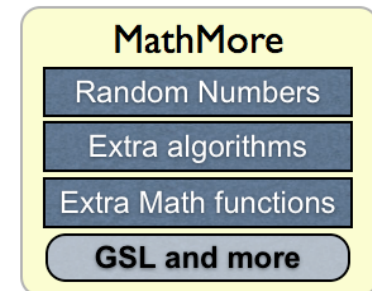 MathMore
Random Numbers
Extra algorithms
Extra Math functions
GSL and more